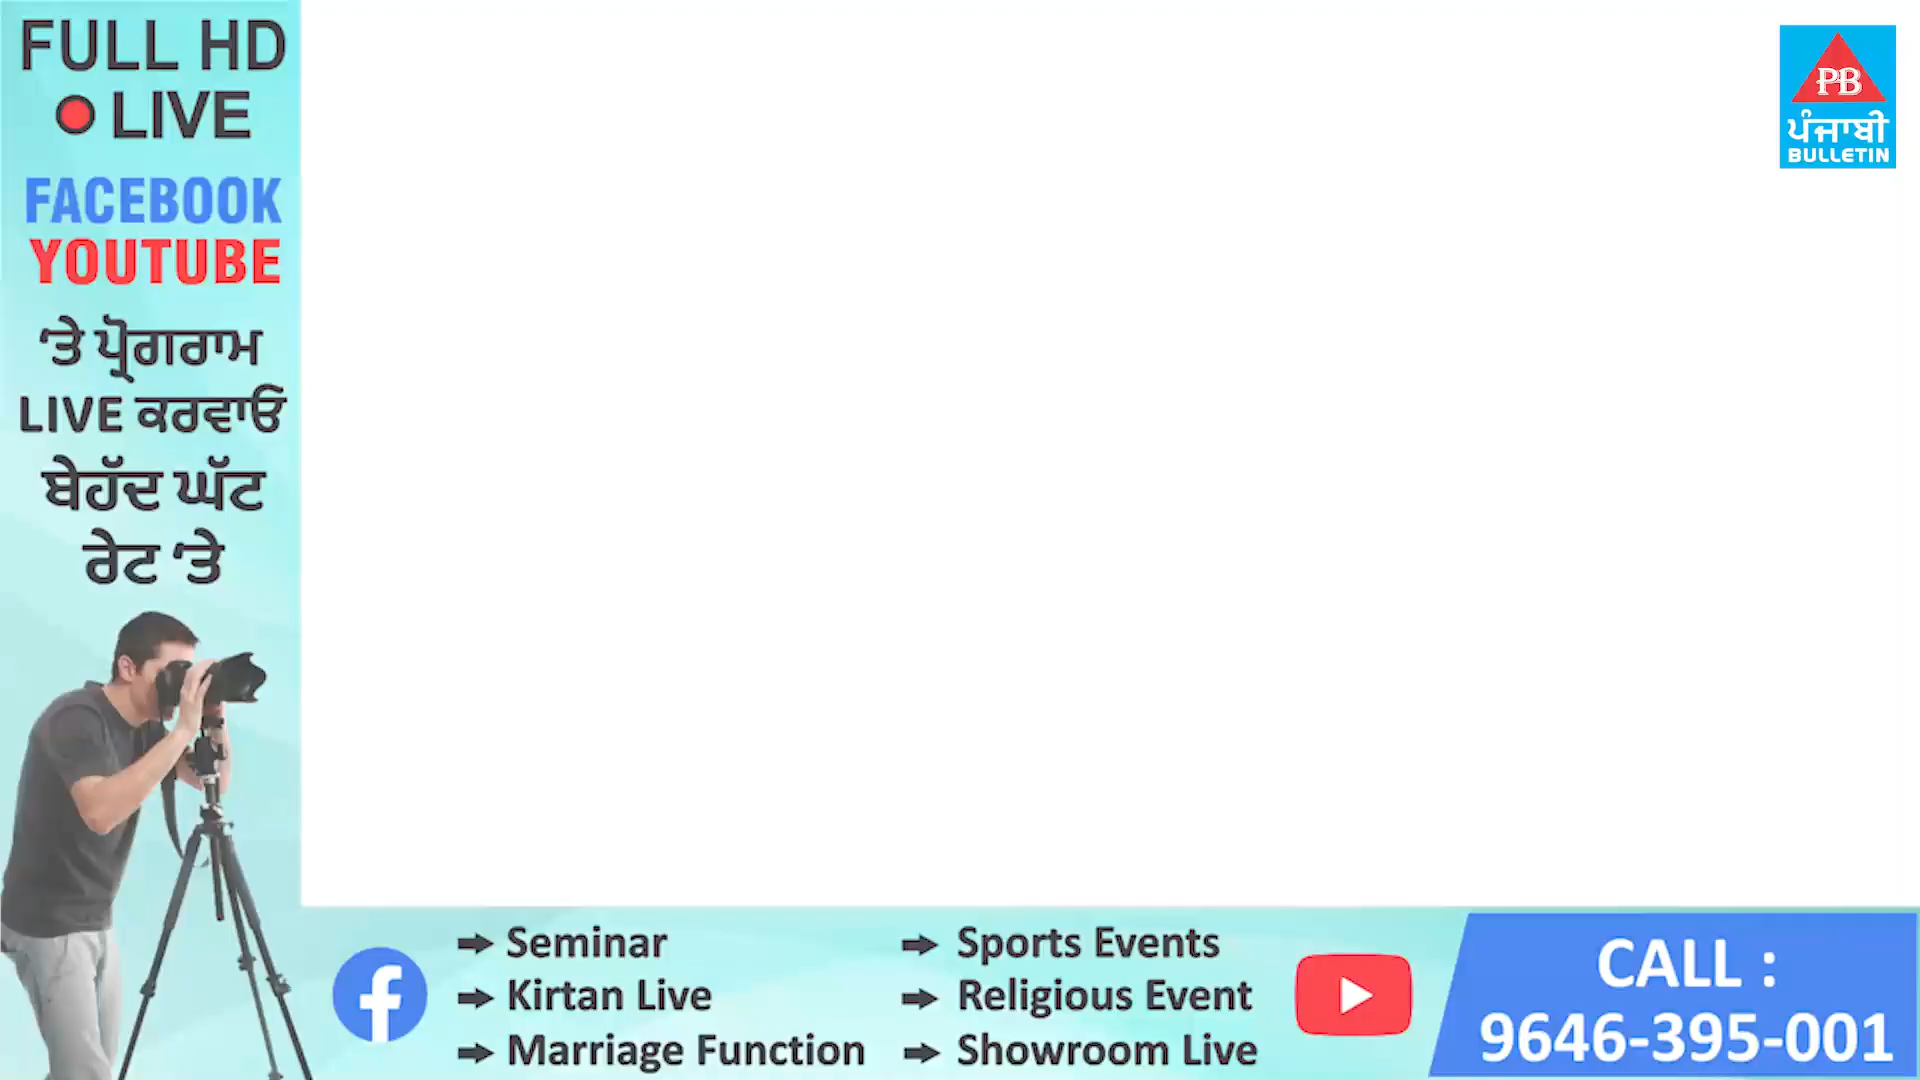 FULL HD
LIVE
FACEBOOK
YOUTUBE
‘ਤੇ ਪ੍ਰੋਗਰਾਮ
LIVE ਕਰਵਾਓ
ਬੇਹੱਦ ਘੱਟ
ਰੇਟ ‘ਤੇ
PB
ਪੰਜਾਬੀ
BULLETIN
Seminar
Kirtan Live
Marriage Function
Sports Events
Religious Event
Showroom Live
CALL :
9646-395-001